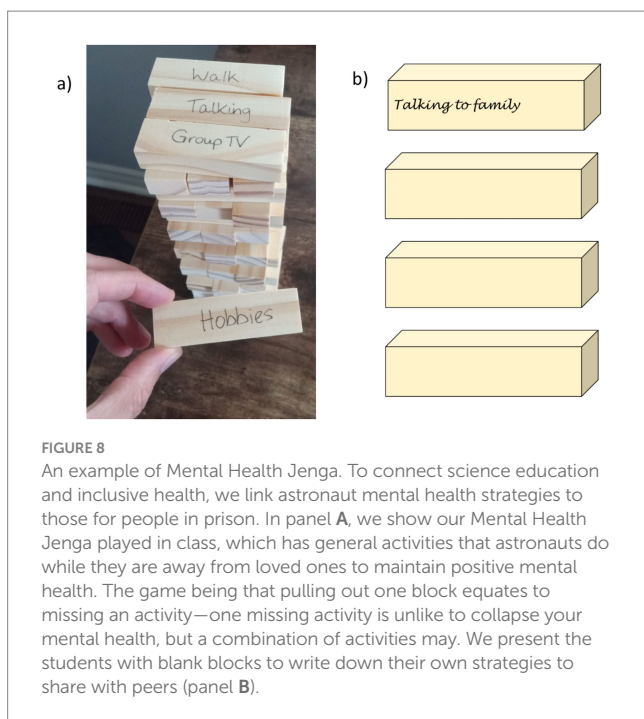 a)
Walk
Talking
Group TV
Hobbies
b)
Talking to family
FIGURE 8
An example of Mental Health Jenga. To connect science education
and inclusive health, we link astronaut mental health strategies to
those for people in prison. In panel A, we show our Mental Health
Jenga played in class, which has general activities that astronauts do
while they are away from loved ones to maintain positive mental
health. The game being that pulling out one block equates to
missing an activity—one missing activity is unlike to collapse your
mental health, but a combination of activities may. We present the
students with blank blocks to write down their own strategies to
share with peers (panel B).